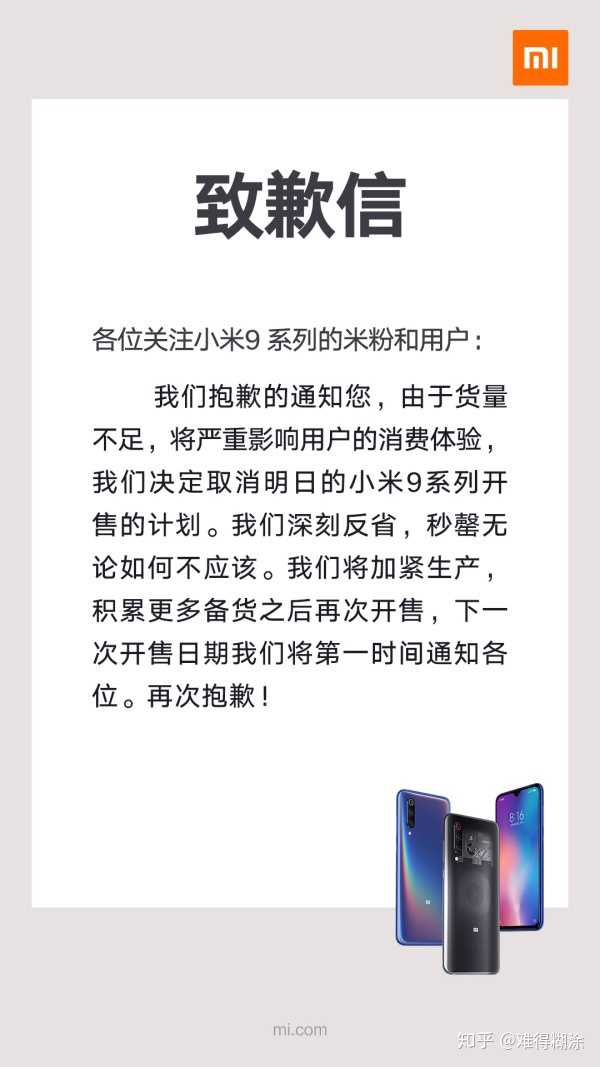 mi
致歉信
各位关注小米9 系列的米粉和用户：
我们抱歉的通知您，由于货量
不足，将严重影响用户的消费体验，
我们决定取消明日的小米9系列开
售的计划。我们深刻反省，秒罄无
论如何不应该。我们将加紧生产，
积累更多备货之后再次开售，下一
次开售日期我们将第一时间通知各
位。再次抱歉！
8:16
mi
mi
mi.com
知乎 @难得糊涂